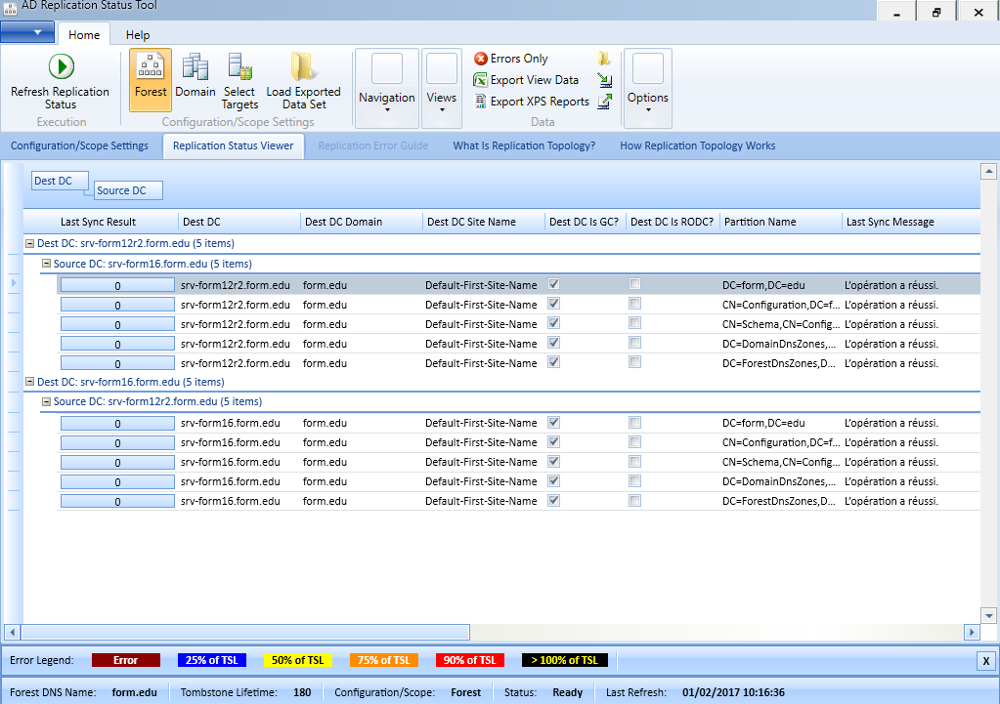 AD Replication Status Tool
Home Help
Refresh Replication Status
Forest Domain Select Targets Load Exported Data Set
Navigation Views
Errors Only
Export View Data
Export XPS Reports
Options
Execution Configuration/Scope Settings Data
Configuration/Scope Settings Replication Status Viewer Replication Error Guide What Is Replication Topology? How Replication Topology Works
Dest DC
Source DC
Last Sync Result Dest DC Dest DC Domain Dest DC Site Name Dest DC Is GC? Dest DC Is RODC? Partition Name Last Sync Message
Dest DC: srv-form12r2.form.edu (5 items)
Source DC: srv-form16.form.edu (5 items)
0 srv-form12r2.form.edu form.edu Default-First-Site-Name DC=form,DC=edu L'opération a réussi.
0 srv-form12r2.form.edu form.edu Default-First-Site-Name CN=Configuration,DC=f... L'opération a réussi.
0 srv-form12r2.form.edu form.edu Default-First-Site-Name CN=Schema,CN=Config... L'opération a réussi.
0 srv-form12r2.form.edu form.edu Default-First-Site-Name DC=DomainDnsZones,... L'opération a réussi.
0 srv-form12r2.form.edu form.edu Default-First-Site-Name DC=ForestDnsZones,D... L'opération a réussi.
Dest DC: srv-form16.form.edu (5 items)
Source DC: srv-form12r2.form.edu (5 items)
0 srv-form16.form.edu form.edu Default-First-Site-Name DC=form,DC=edu L'opération a réussi.
0 srv-form16.form.edu form.edu Default-First-Site-Name CN=Configuration,DC=f... L'opération a réussi.
0 srv-form16.form.edu form.edu Default-First-Site-Name CN=Schema,CN=Config... L'opération a réussi.
0 srv-form16.form.edu form.edu Default-First-Site-Name DC=DomainDnsZones,... L'opération a réussi.
0 srv-form16.form.edu form.edu Default-First-Site-Name DC=ForestDnsZones,D... L'opération a réussi.
Error Legend: Error 25% of TSL 50% of TSL 75% of TSL 90% of TSL > 100% of TSL X
Forest DNS Name: form.edu Tombstone Lifetime: 180 Configuration/Scope: Forest Status: Ready Last Refresh: 01/02/2017 10:16:36